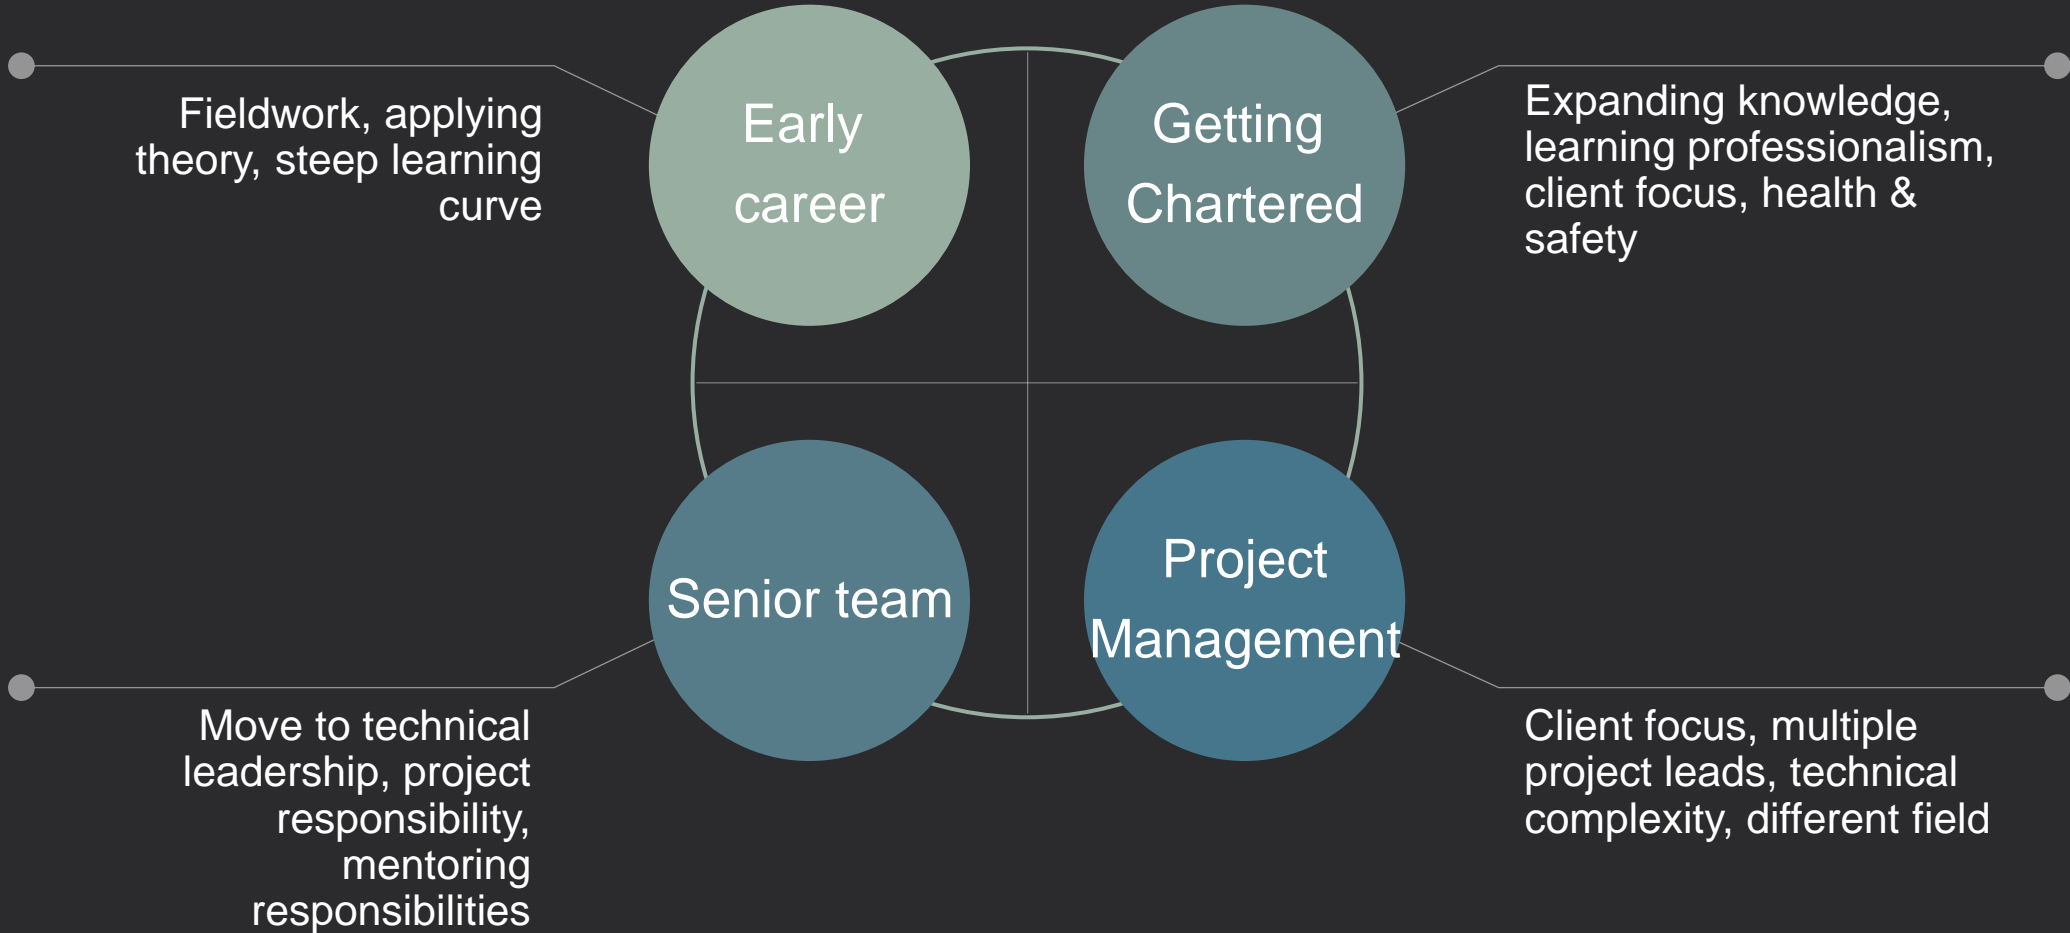 Fieldwork, applying
theory, steep learning
curve
Early
career
Getting
Chartered
Expanding knowledge,
learning professionalism,
client focus, health &
safety
Senior team
Move to technical
leadership, project
responsibility,
mentoring
responsibilities
Project
Management
Client focus, multiple
project leads, technical
complexity, different field